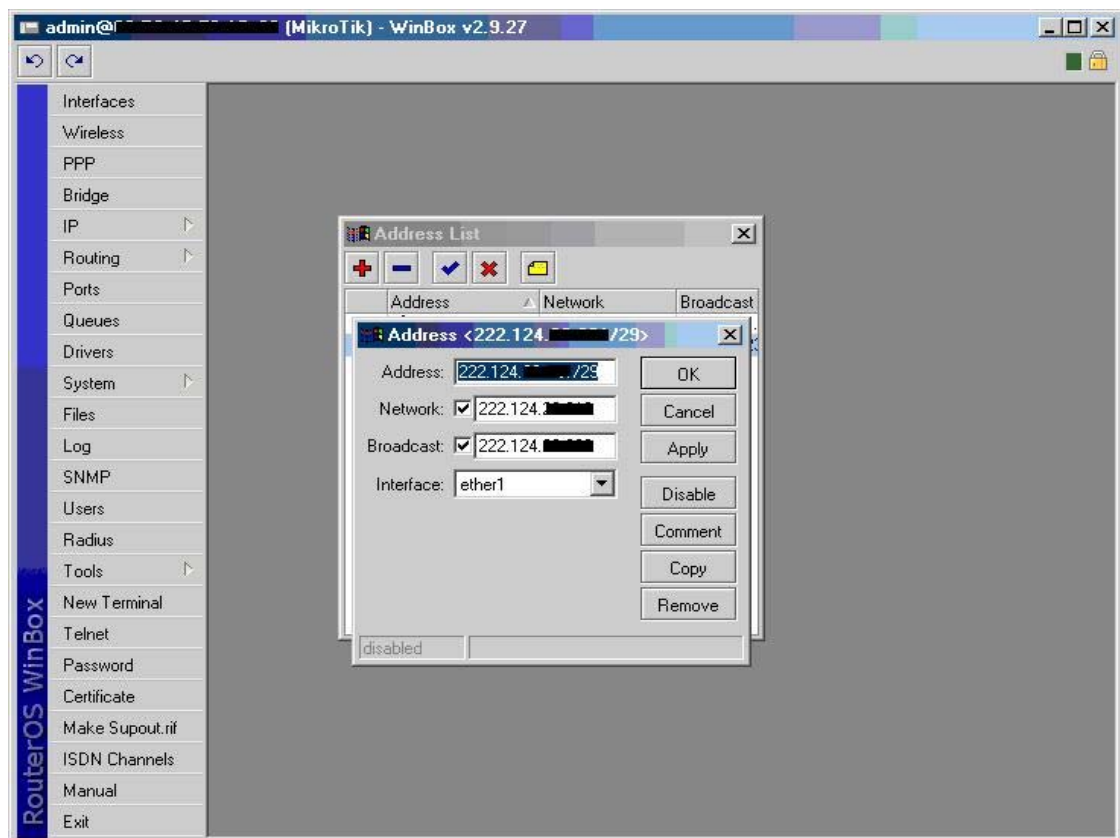 admin@ (MikroTik) - WinBox v2.9.27
Interfaces
Wireless
PPP
Bridge
IP
Routing
Ports
Queues
Drivers
System
Files
Log
SNMP
Users
Radius
Tools
New Terminal
Telnet
Password
Certificate
Make Supout.rif
ISDN Channels
Manual
Exit
RouterOS WinBox
Address List
Address Network Broadcast
Address <222.124. /29>
Address: 222.124. /29
OK
Network: 222.124.
Cancel
Broadcast: 222.124.
Apply
Interface: ether1
Disable
Comment
Copy
Remove
disabled